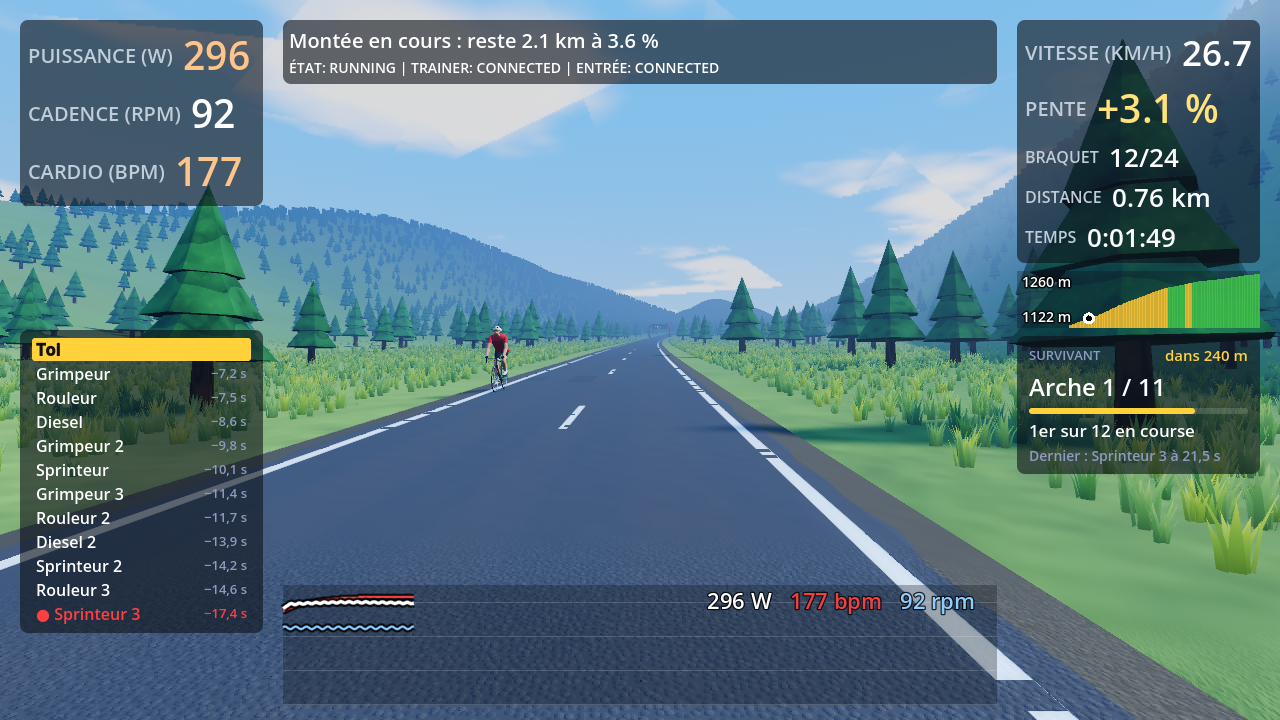 PUISSANCE (W) 296
CADENCE (RPM) 92
CARDIO (BPM) 177
Montée en cours : reste 2.1 km à 3.6 %
ÉTAT: RUNNING | TRAINER: CONNECTED | ENTRÉE: CONNECTED
VITESSE (KM/H) 26.7
PENTE +3.1 %
BRAQUET 12/24
DISTANCE 0.76 km
TEMPS 0:01:49
1260 m
1122 m
SURVIVANT dans 240 m
Arche 1 / 11
1er sur 12 en course
Dernier : Sprinteur 3 à 21,5 s
Toi
Grimpeur −7,2 s
Rouleur −7,5 s
Diesel −8,6 s
Grimpeur 2 −9,8 s
Sprinteur −10,1 s
Grimpeur 3 −11,4 s
Rouleur 2 −11,7 s
Diesel 2 −13,9 s
Sprinteur 2 −14,2 s
Rouleur 3 −14,6 s
Sprinteur 3 −17,4 s
296 W 177 bpm 92 rpm